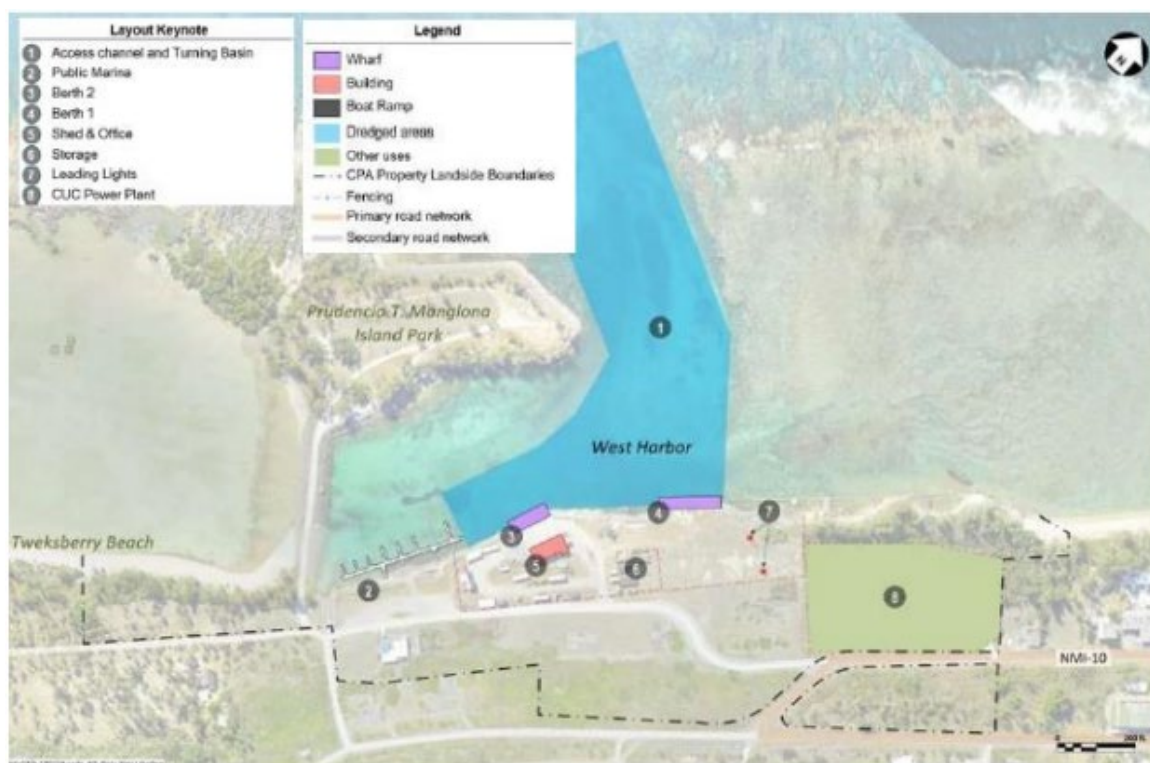 Layout Keynote
1 Access channel and Turning Basin
2 Public Marina
3 Berth 2
4 Berth 1
5 Shed & Office
6 Storage
7 Leading Lights
8 CUC Power Plant
Legend
Wharf
Building
Boat Ramp
Dredged areas
Other uses
CPA Property Landside Boundaries
Fencing
Primary road network
Secondary road network
N
Prudencio T. Manglona
Island Park
1
West Harbor
Tweksberry Beach
2
3
4
5
6
7
8
NMI-10
0
200 ft